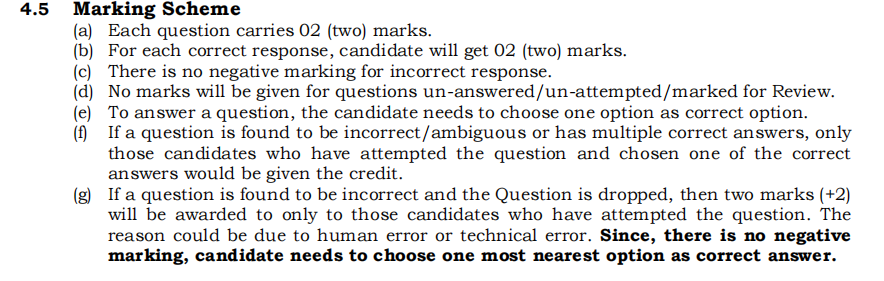 4.5 Marking Scheme
(a) Each question carries 02 (two) marks.
(b) For each correct response, candidate will get 02 (two) marks.
(c) There is no negative marking for incorrect response.
(d) No marks will be given for questions un-answered/un-attempted/marked for Review.
(e) To answer a question, the candidate needs to choose one option as correct option.
(f) If a question is found to be incorrect/ambiguous or has multiple correct answers, only
those candidates who have attempted the question and chosen one of the correct
answers would be given the credit.
(g) If a question is found to be incorrect and the Question is dropped, then two marks (+2)
will be awarded to only to those candidates who have attempted the question. The
reason could be due to human error or technical error. Since, there is no negative
marking, candidate needs to choose one most nearest option as correct answer.